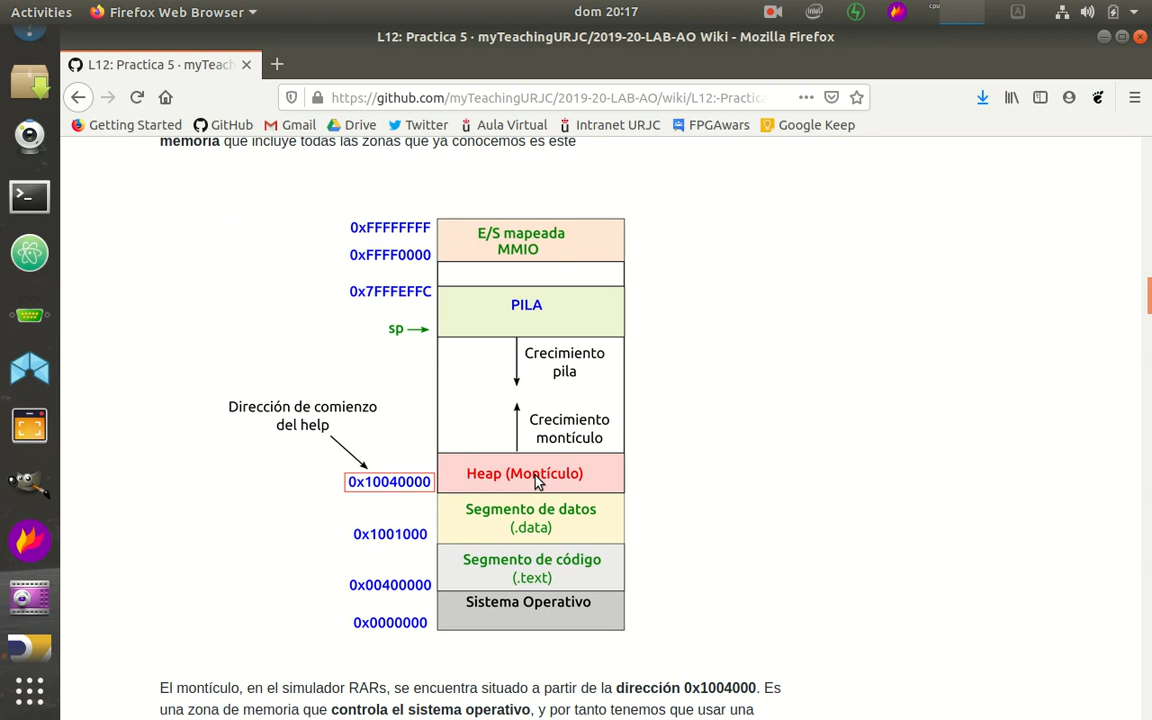 Activities
Firefox Web Browser
dom 20:17
cpu
A
L12: Practica 5 · myTeachingURJC/2019-20-LAB-AO Wiki - Mozilla Firefox
L12: Practica 5 · myTeach
https://github.com/myTeachingURJC/2019-20-LAB-AO/wiki/L12:-Practica
Getting Started
GitHub
Gmail
Drive
Twitter
Aula Virtual
Intranet URJC
FPGAwars
Google Keep
memoria que incluye todas las zonas que ya conocemos es este
0xFFFFFFFF
E/S mapeada
MMIO
0xFFFF0000
0x7FFFEFFC
PILA
sp
Crecimiento
pila
Dirección de comienzo
del help
Crecimiento
montículo
0x10040000
Heap (Montículo)
Segmento de datos
(.data)
0x1001000
Segmento de código
(.text)
0x00400000
Sistema Operativo
0x0000000
El montículo, en el simulador RARs, se encuentra situado a partir de la dirección 0x1004000. Es
una zona de memoria que controla el sistema operativo, y por tanto tenemos que usar una